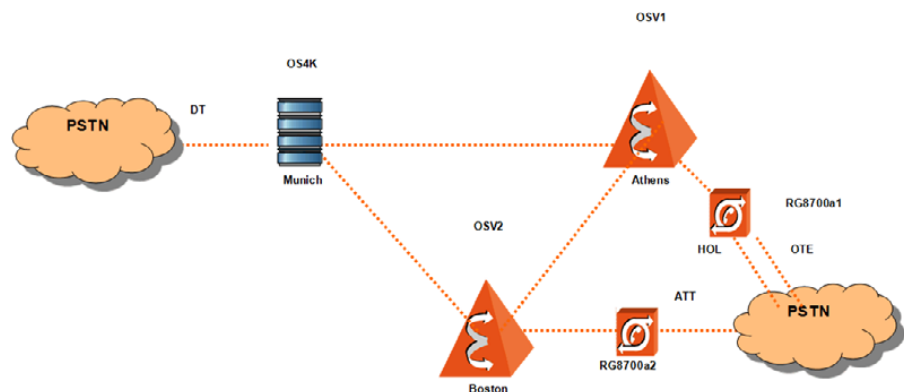 OSV1
OS4K
PSTN
DT
Munich
Athens
RG8700a1
OSV2
HOL
OTE
ATT
PSTN
RG8700a2
Boston